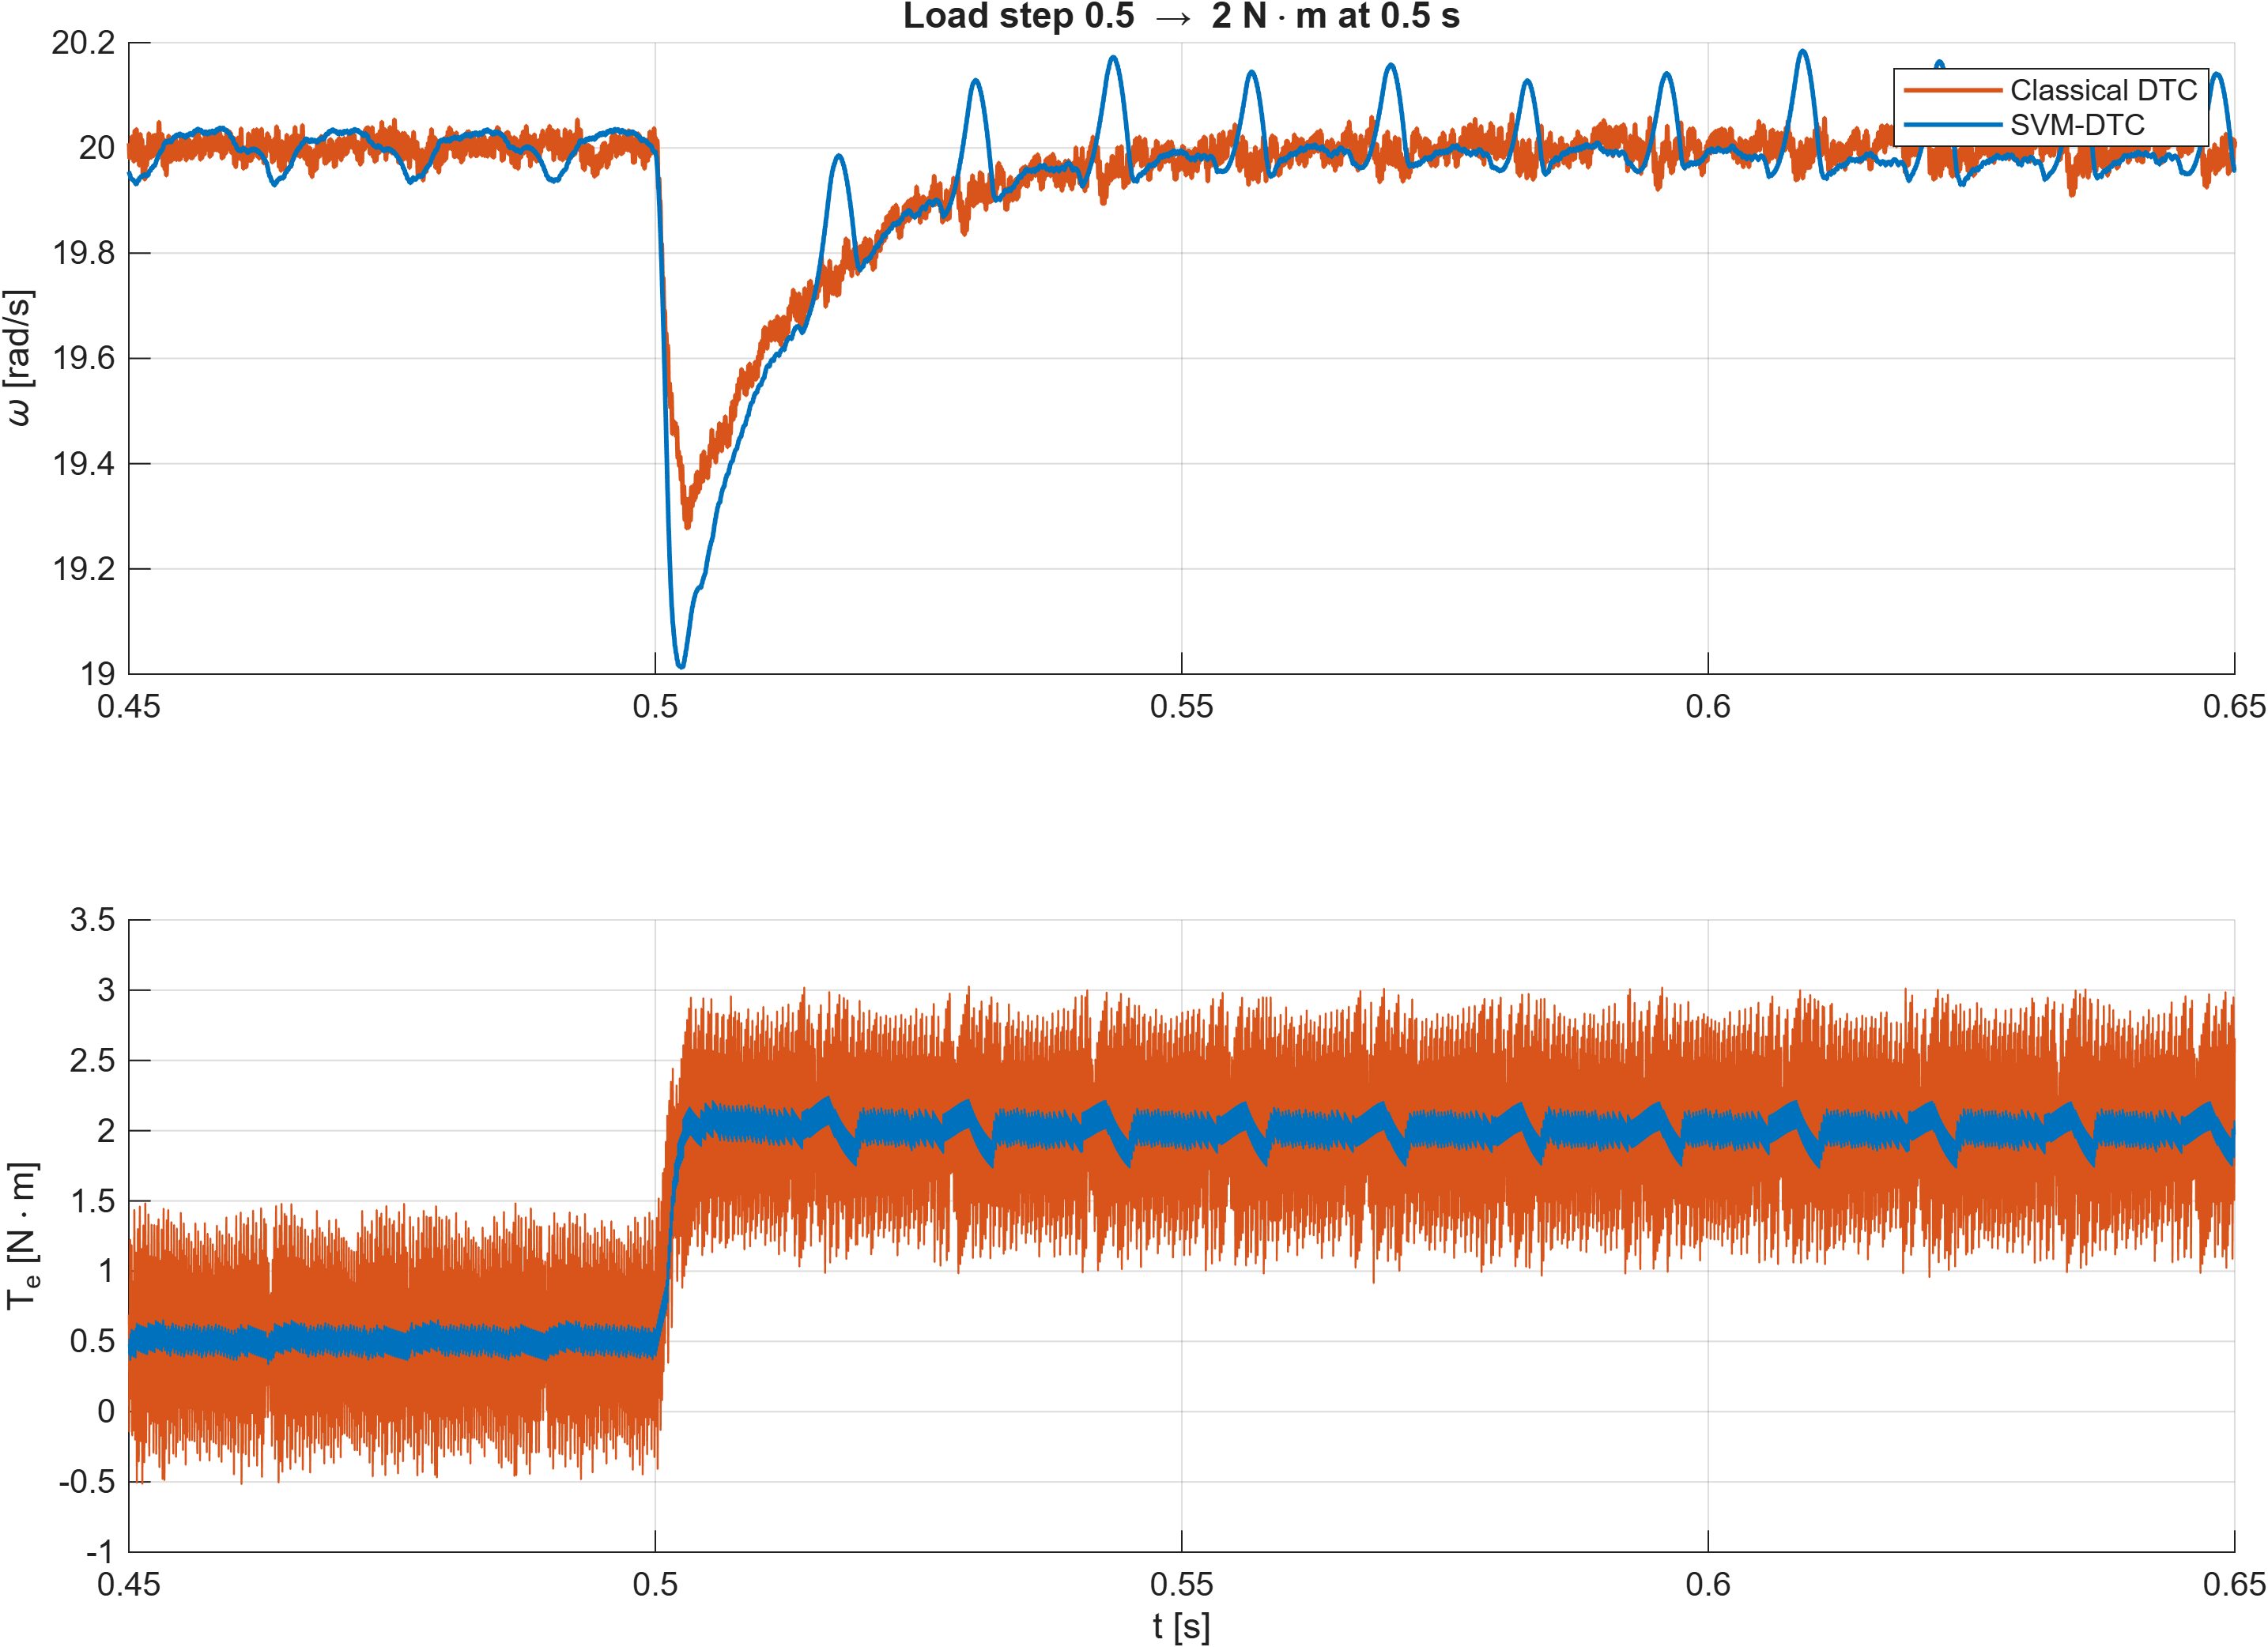 Load step 0.5 → 2 N · m at 0.5 s
20.2
20
19.8
19.6
19.4
19.2
19
ω [rad/s]
Classical DTC
SVM-DTC
0.45 0.5 0.55 0.6 0.65
3.5
3
2.5
2
1.5
1
0.5
0
-0.5
-1
Te [N · m]
0.45 0.5 0.55 0.6 0.65
t [s]